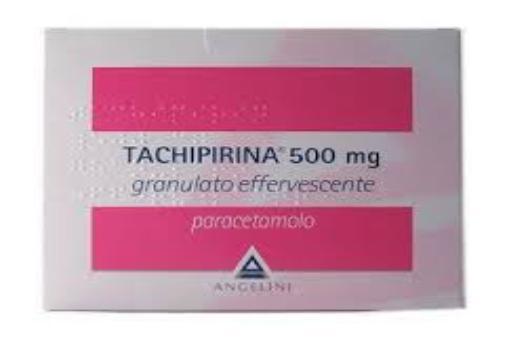 TACHIPIRINA® 500 mg
granulato effervescente
paracetamolo
ANGELINI